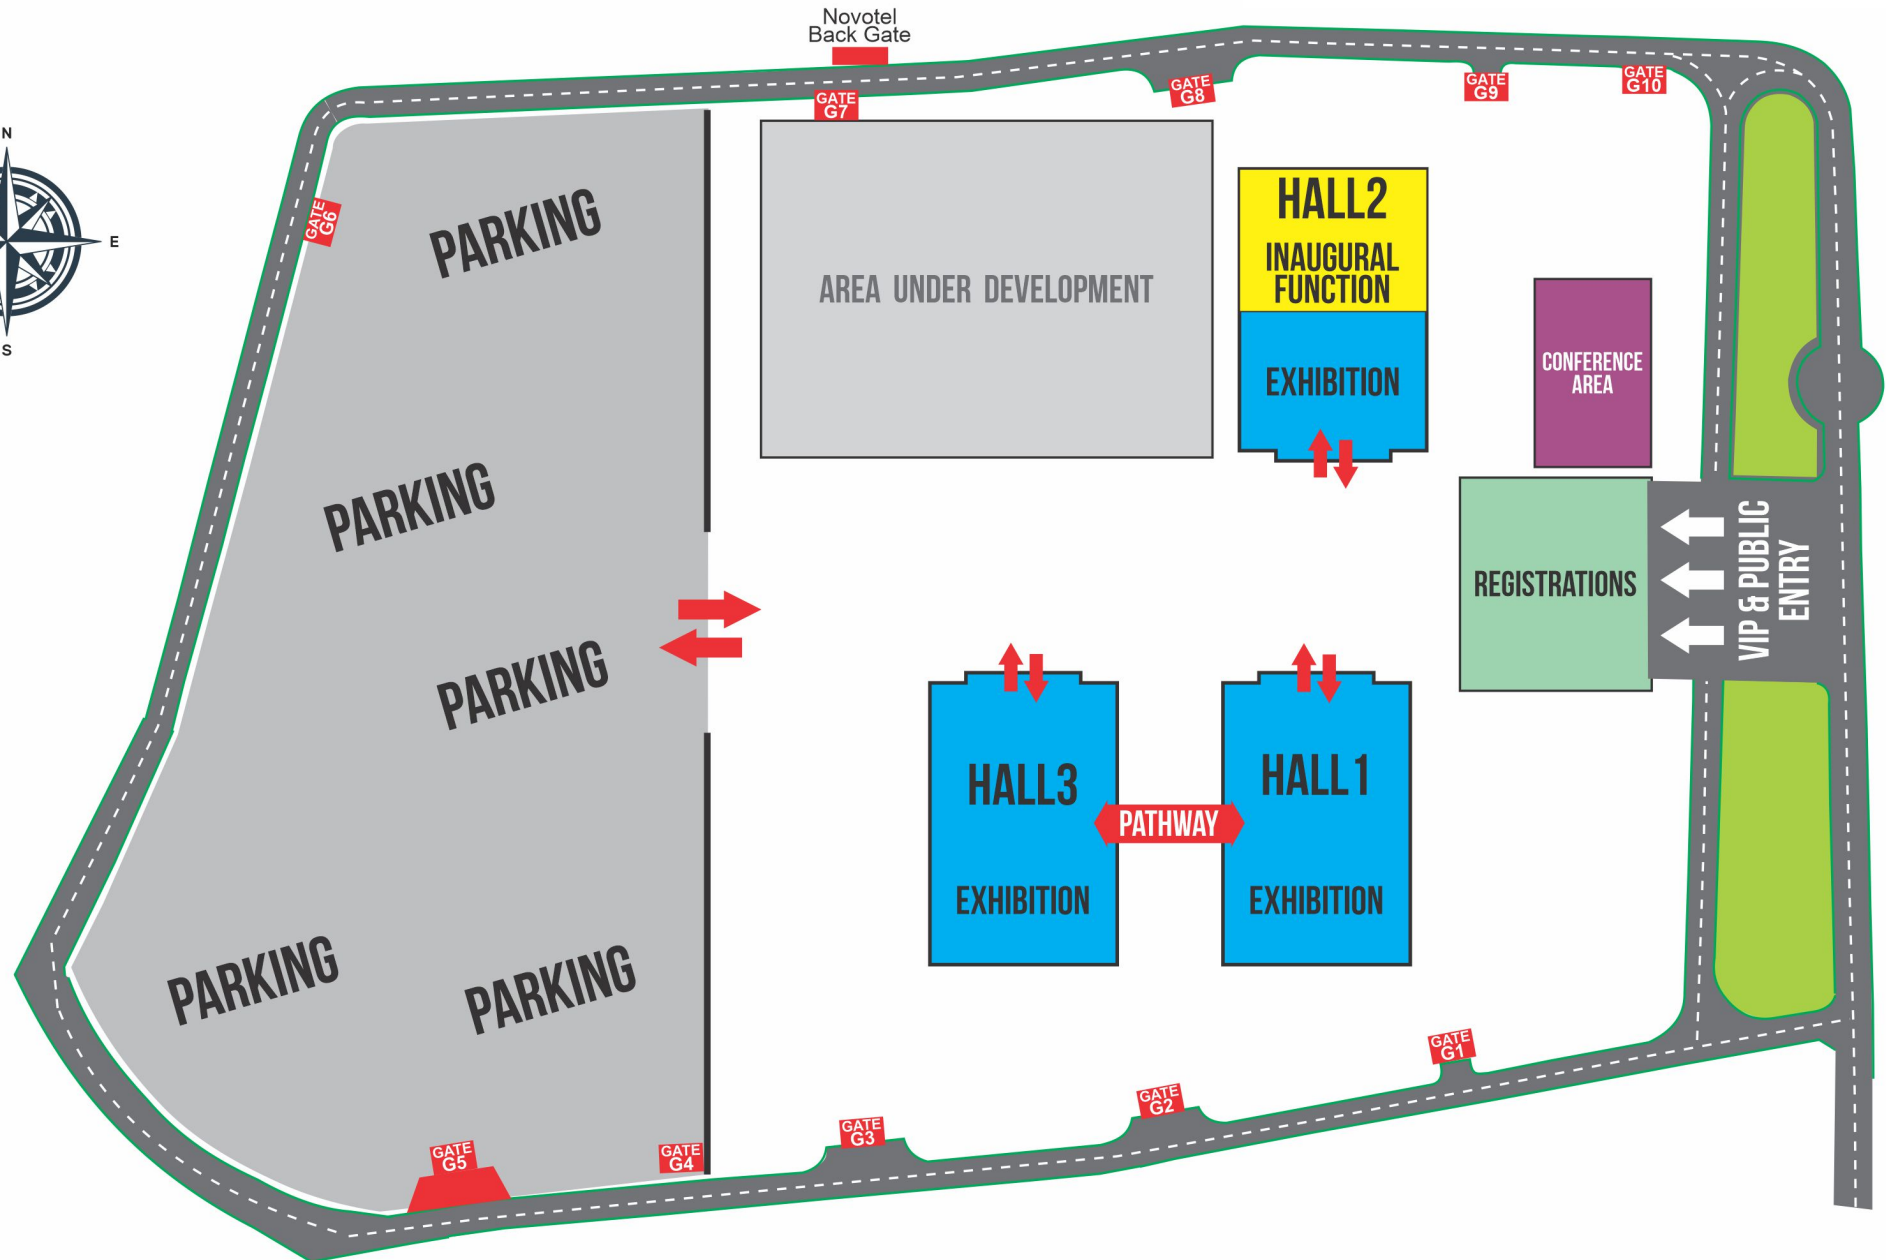 Novotel
Back Gate
GATE
G7
GATE
G8
GATE
G9
GATE
G10
N
E
S
GATE
G6
PARKING
AREA UNDER DEVELOPMENT
HALL2
INAUGURAL
FUNCTION
EXHIBITION
CONFERENCE
AREA
PARKING
REGISTRATIONS
VIP & PUBLIC
ENTRY
PARKING
HALL3
EXHIBITION
PATHWAY
HALL1
EXHIBITION
PARKING
PARKING
GATE
G5
GATE
G4
GATE
G3
GATE
G2
GATE
G1